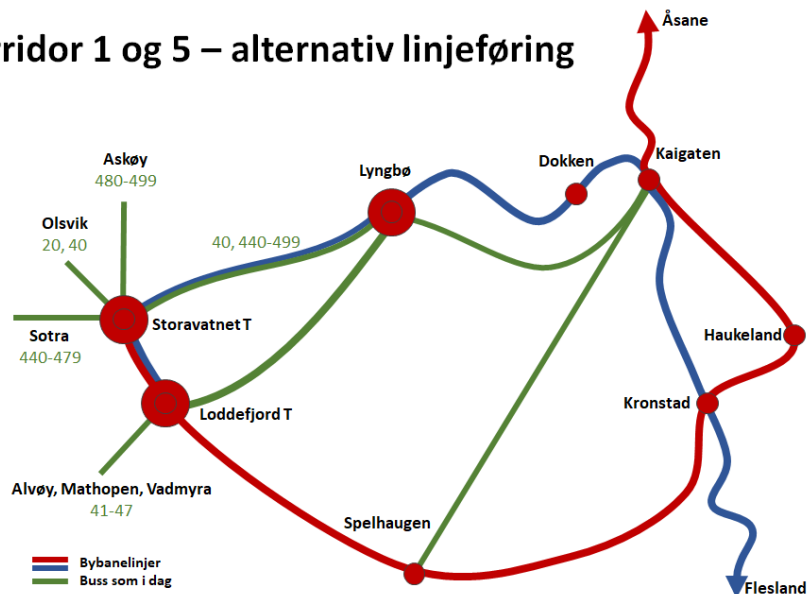 rridor 1 og 5 – alternativ linjeføring
Åsane
Askøy
480-499
Lyngbø
Dokken
Kaigaten
Olsvik
20, 40
40, 440-499
Storavatnet T
Sotra
440-479
Haukeland
Loddefjord T
Kronstad
Alvøy, Mathopen, Vadmyra
41-47
Spelhaugen
Bybanelinjer
Buss som i dag
Flesland